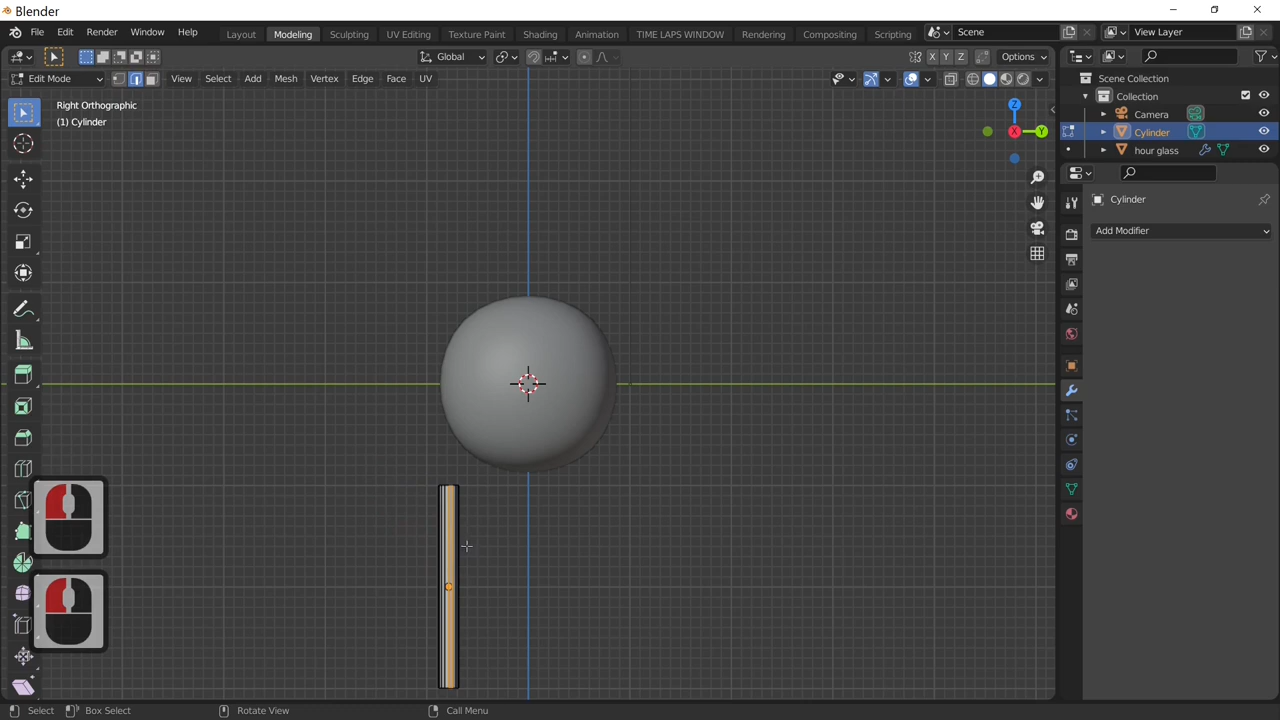 Blender
File Edit Render Window Help
Layout Modeling Sculpting UV Editing Texture Paint Shading Animation TIME LAPS WINDOW Rendering Compositing Scripting
Scene
View Layer
Global
X Y Z
Options
Edit Mode
View Select Add Mesh Vertex Edge Face UV
Right Orthographic
(1) Cylinder
Z
X
Y
Scene Collection
Collection
Camera
Cylinder
hour glass
Cylinder
Add Modifier
Select
Box Select
Rotate View
Call Menu